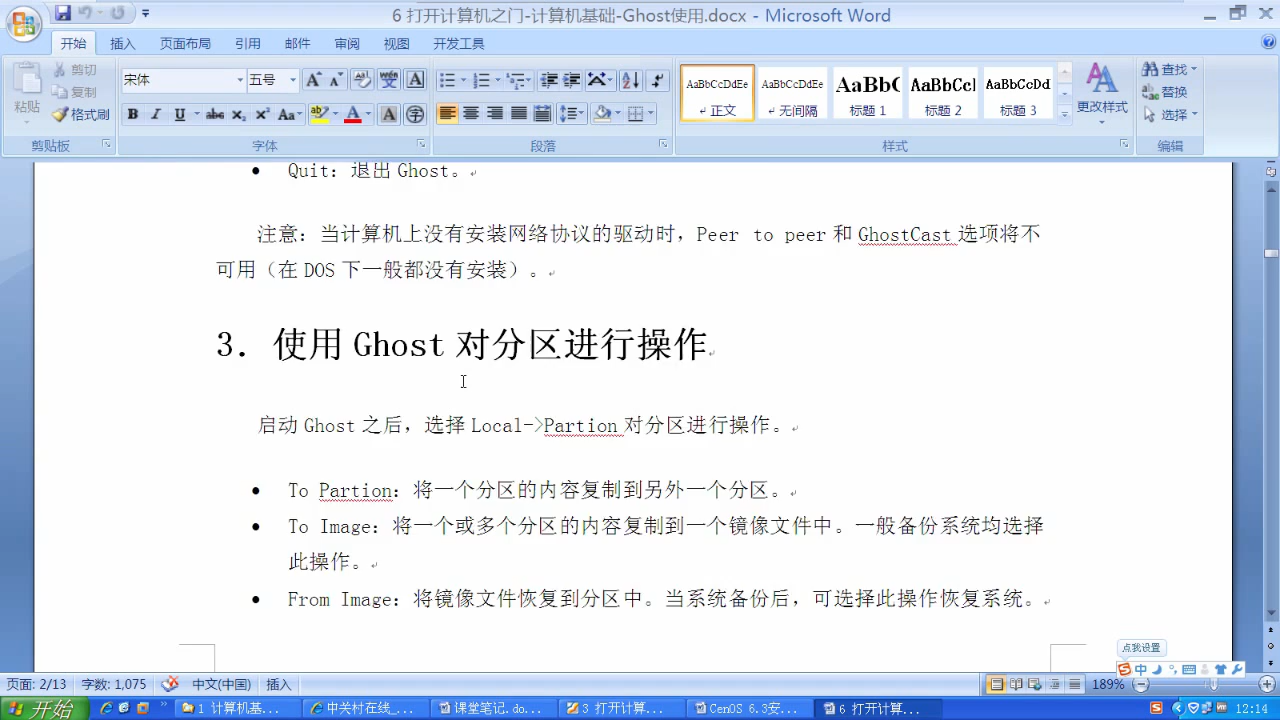 6 打开计算机之门-计算机基础-Ghost使用.docx - Microsoft Word
开始 插入 页面布局 引用 邮件 审阅 视图 开发工具
粘贴 剪切 复制 格式刷 宋体 五号 正文 无间隔 标题 1 标题 2 标题 3 更改样式 查找 替换 选择
AaBbCcDdEe AaBbCcDdEe AaBbC AaBbCcl AaBbCcDd
剪贴板 字体 段落 样式 编辑
• Quit: 退出 Ghost。
注意：当计算机上没有安装网络协议的驱动时，Peer to peer 和 GhostCast 选项将不
可用（在 DOS 下一般都没有安装）。
3. 使用 Ghost 对分区进行操作
启动 Ghost 之后，选择 Local->Partion 对分区进行操作。
• To Partion: 将一个分区的内容复制到另外一个分区。
• To Image: 将一个或多个分区的内容复制到一个镜像文件中。一般备份系统均选择
此操作。
• From Image: 将镜像文件恢复到分区中。当系统备份后，可选择此操作恢复系统。
点我设置
中
页面: 2/13 字数: 1,075 中文(中国) 插入 189%
开始 1 计算机基... 中关村在线_... 课堂笔记.do... 3 打开计算... CenOS 6.3安... 6 打开计算... 12:14